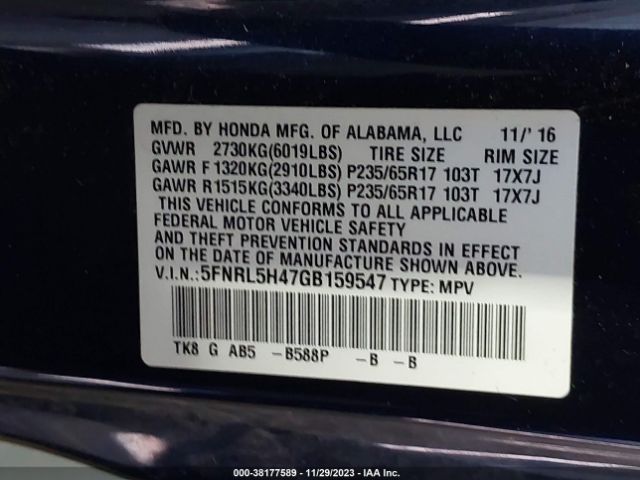 MFD. BY HONDA MFG. OF ALABAMA, LLC 11/' 16
GVWR 2730KG(6019LBS) TIRE SIZE RIM SIZE
GAWR F 1320KG(2910LBS) P235/65R17 103T 17X7J
GAWR R1515KG(3340LBS) P235/65R17 103T 17X7J
THIS VEHICLE CONFORMS TO ALL APPLICABLE
FEDERAL MOTOR VEHICLE SAFETY
AND THEFT PREVENTION STANDARDS IN EFFECT
ON THE DATE OF MANUFACTURE SHOWN ABOVE.
V.I.N.: 5FNRL5H47GB159547 TYPE: MPV
TK8 G AB5 -B588P -B -B
000-38177589 - 11/29/2023 - IAA Inc.